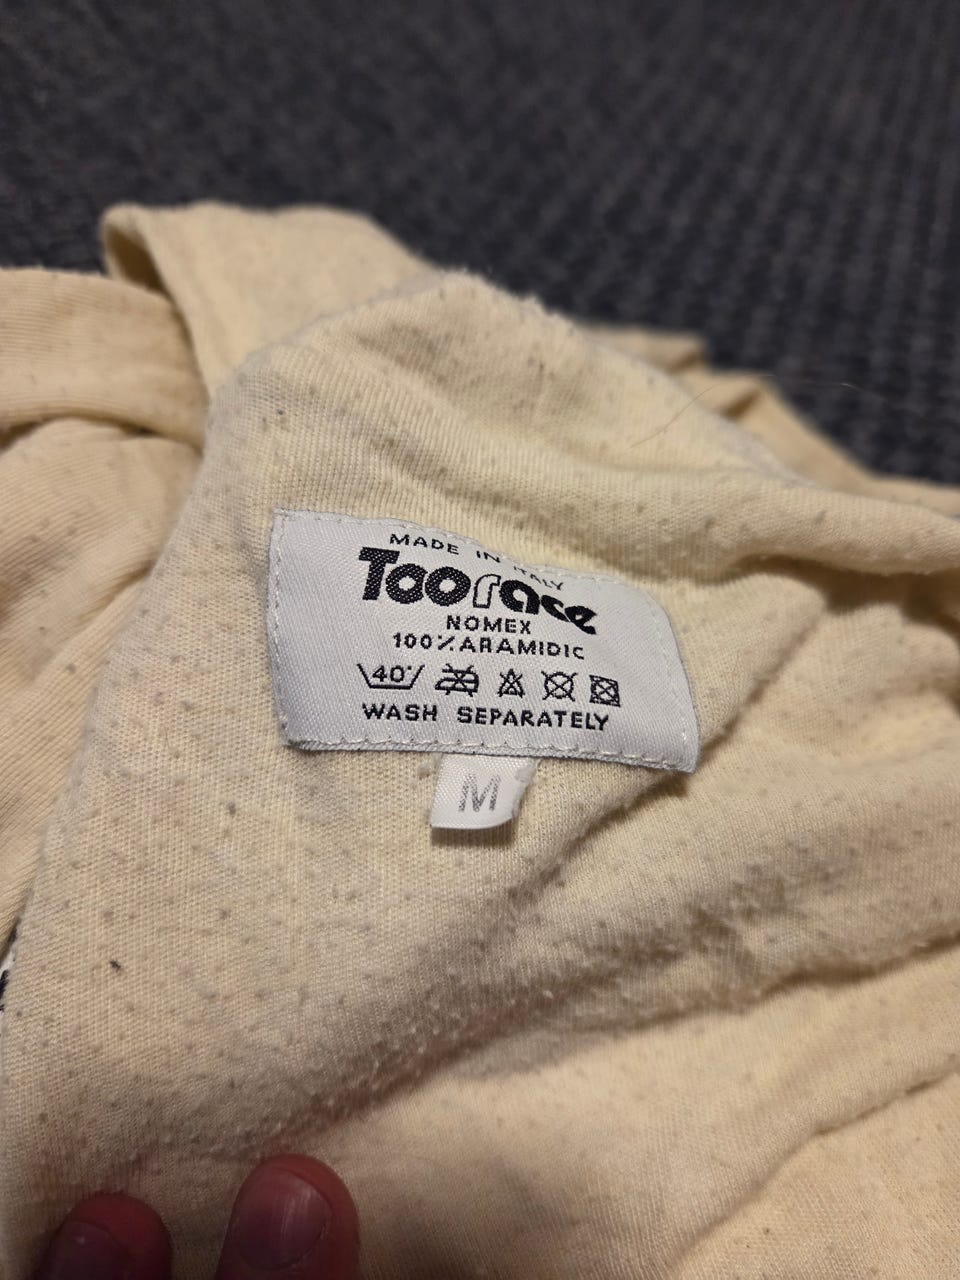 MADE IN ITALY
Toorace
NOMEX
100% ARAMIDIC
40°
WASH SEPARATELY
M